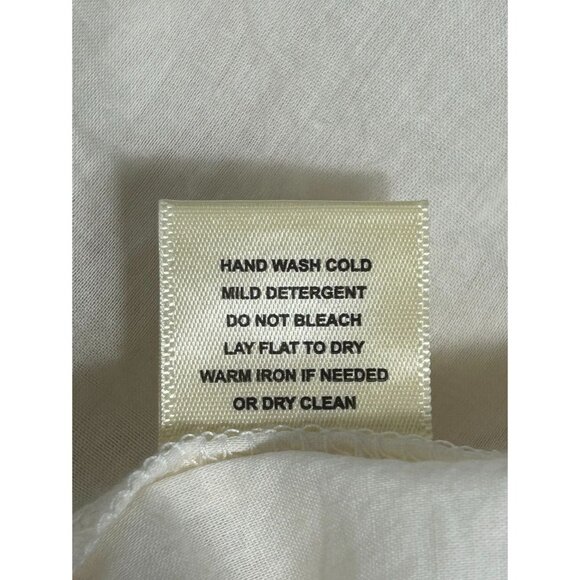 HAND WASH COLD
MILD DETERGENT
DO NOT BLEACH
LAY FLAT TO DRY
WARM IRON IF NEEDED
OR DRY CLEAN